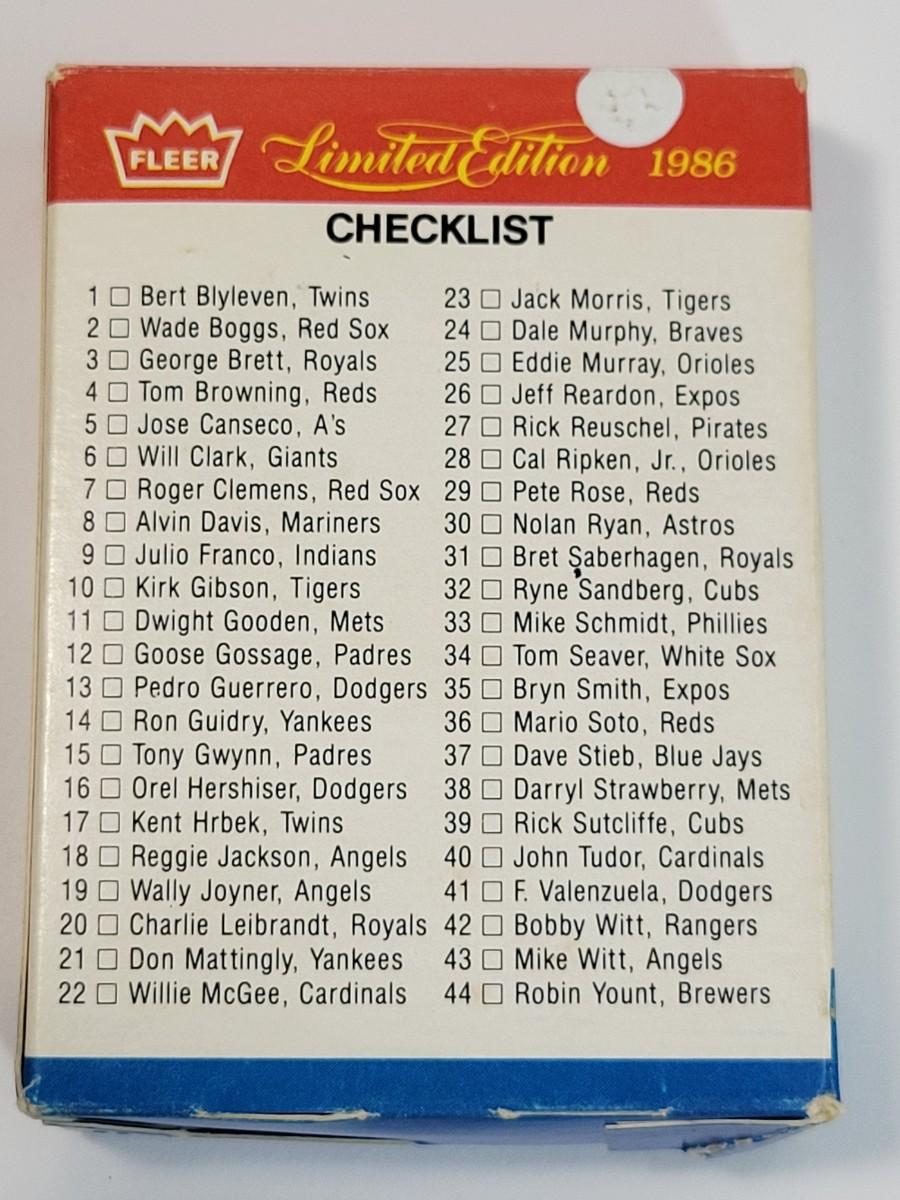 FLEER Limited Edition 1986
CHECKLIST
1 □ Bert Blyleven, Twins
2 □ Wade Boggs, Red Sox
3 □ George Brett, Royals
4 □ Tom Browning, Reds
5 □ Jose Canseco, A's
6 □ Will Clark, Giants
7 □ Roger Clemens, Red Sox
8 □ Alvin Davis, Mariners
9 □ Julio Franco, Indians
10 □ Kirk Gibson, Tigers
11 □ Dwight Gooden, Mets
12 □ Goose Gossage, Padres
13 □ Pedro Guerrero, Dodgers
14 □ Ron Guidry, Yankees
15 □ Tony Gwynn, Padres
16 □ Orel Hershiser, Dodgers
17 □ Kent Hrbek, Twins
18 □ Reggie Jackson, Angels
19 □ Wally Joyner, Angels
20 □ Charlie Leibrandt, Royals
21 □ Don Mattingly, Yankees
22 □ Willie McGee, Cardinals
23 □ Jack Morris, Tigers
24 □ Dale Murphy, Braves
25 □ Eddie Murray, Orioles
26 □ Jeff Reardon, Expos
27 □ Rick Reuschel, Pirates
28 □ Cal Ripken, Jr., Orioles
29 □ Pete Rose, Reds
30 □ Nolan Ryan, Astros
31 □ Bret Saberhagen, Royals
32 □ Ryne Sandberg, Cubs
33 □ Mike Schmidt, Phillies
34 □ Tom Seaver, White Sox
35 □ Bryn Smith, Expos
36 □ Mario Soto, Reds
37 □ Dave Stieb, Blue Jays
38 □ Darryl Strawberry, Mets
39 □ Rick Sutcliffe, Cubs
40 □ John Tudor, Cardinals
41 □ F. Valenzuela, Dodgers
42 □ Bobby Witt, Rangers
43 □ Mike Witt, Angels
44 □ Robin Yount, Brewers